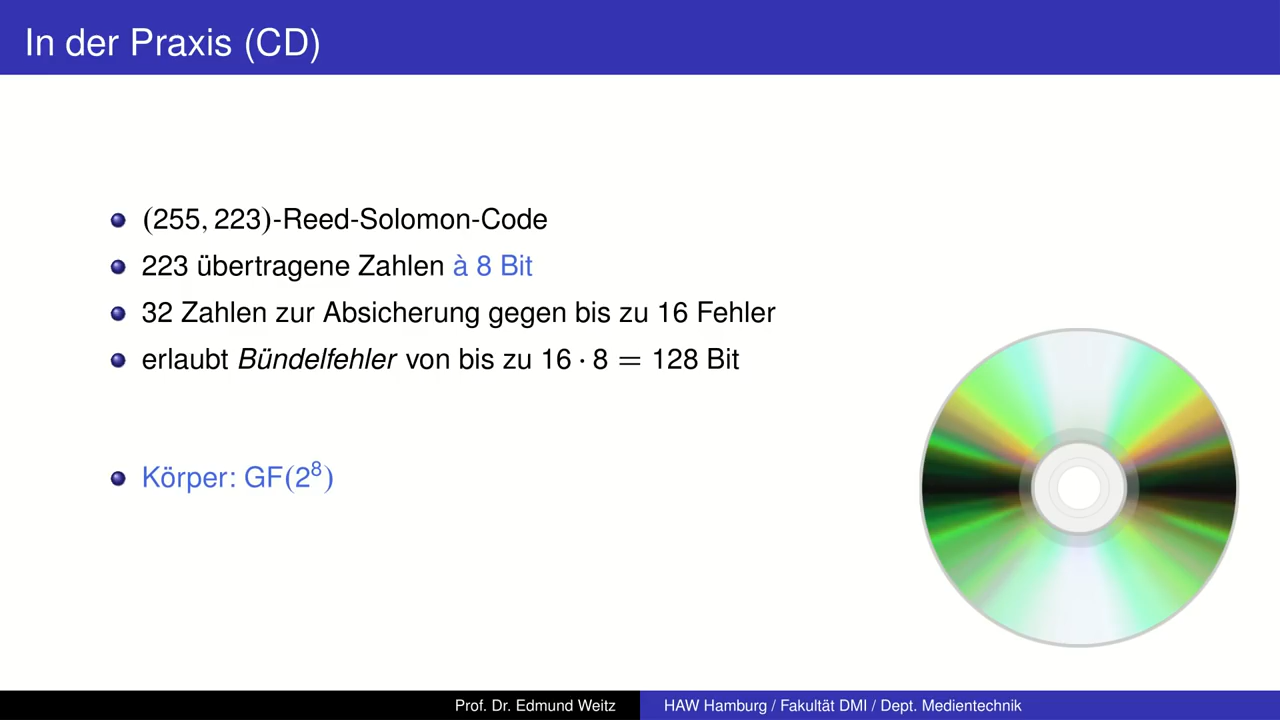 In der Praxis (CD)
(255, 223)-Reed-Solomon-Code
223 übertragene Zahlen à 8 Bit
32 Zahlen zur Absicherung gegen bis zu 16 Fehler
erlaubt Bündelfehler von bis zu 16 · 8 = 128 Bit
Körper: GF(2⁸)
Prof. Dr. Edmund Weitz
HAW Hamburg / Fakultät DMI / Dept. Medientechnik